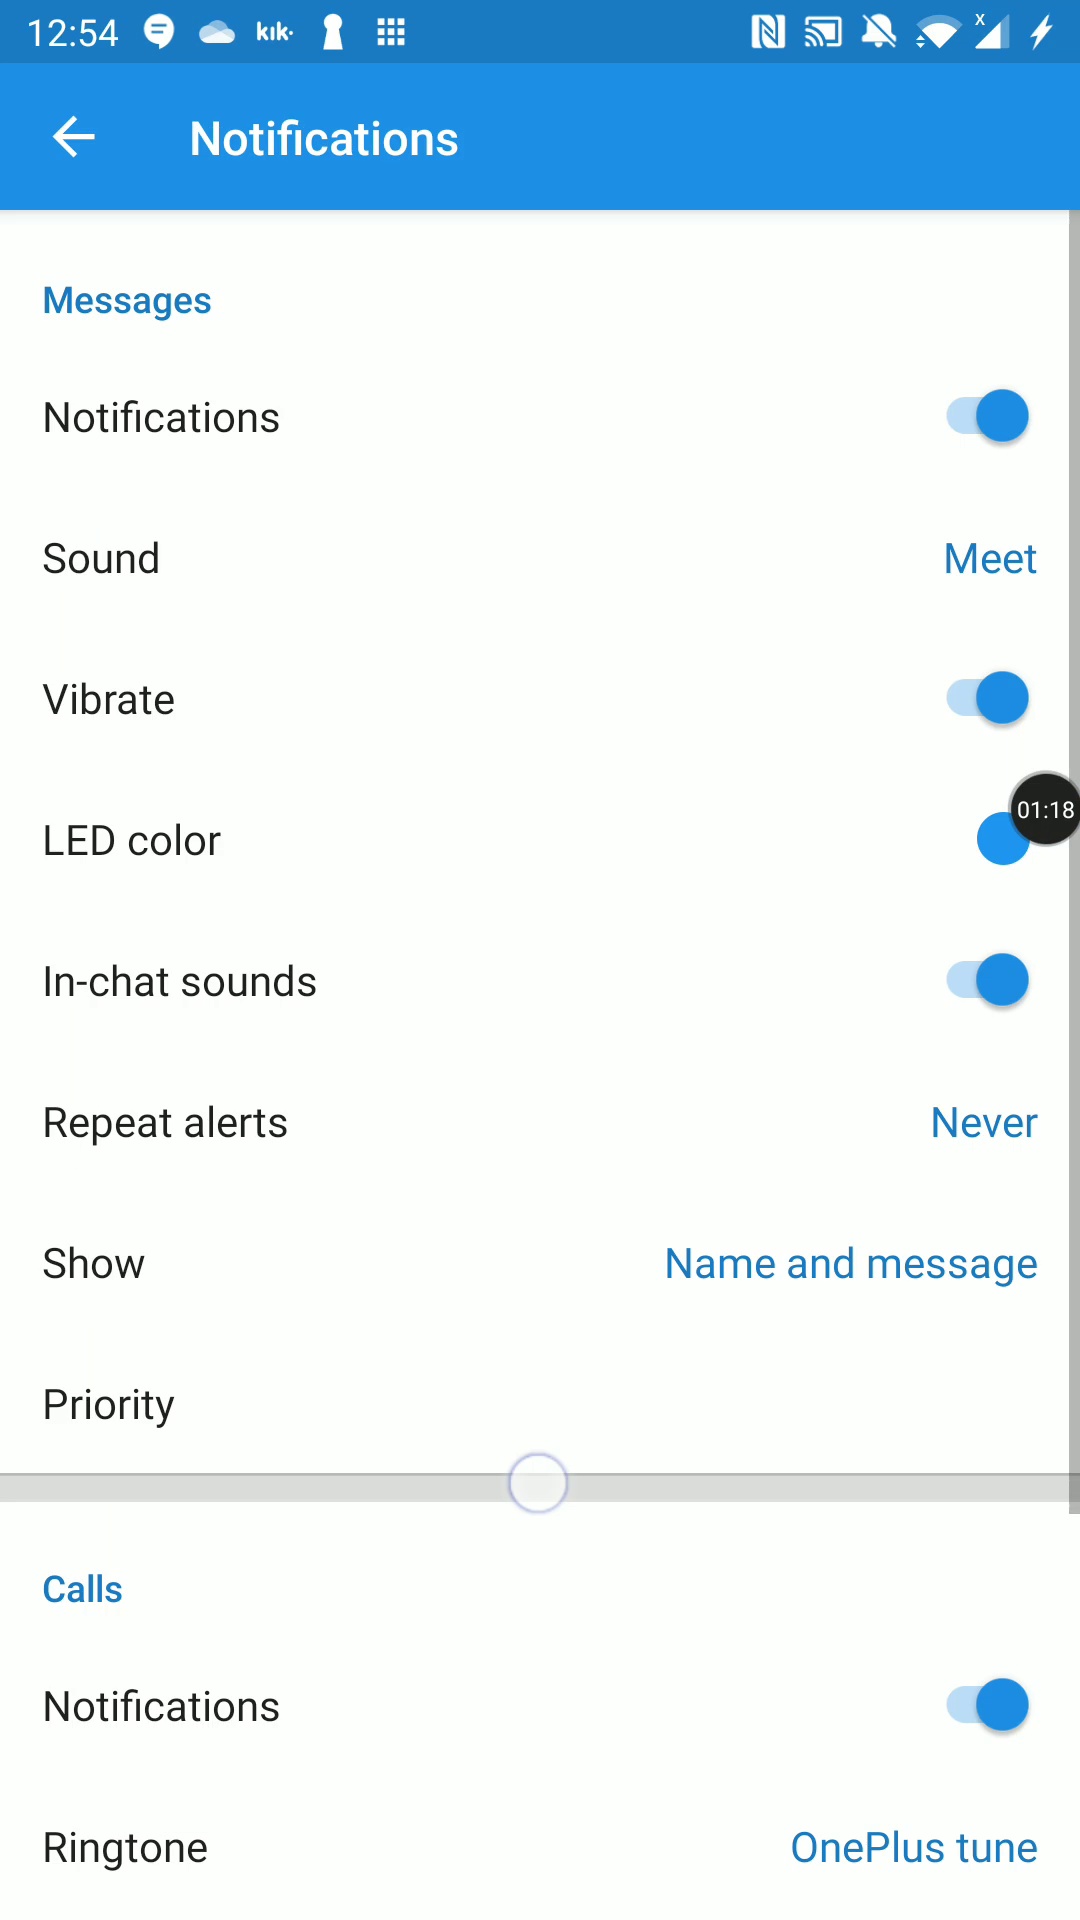 12:54 kik·
Notifications
Messages
Notifications
Sound Meet
Vibrate
01:18
LED color
In-chat sounds
Repeat alerts Never
Show Name and message
Priority
Calls
Notifications
Ringtone OnePlus tune